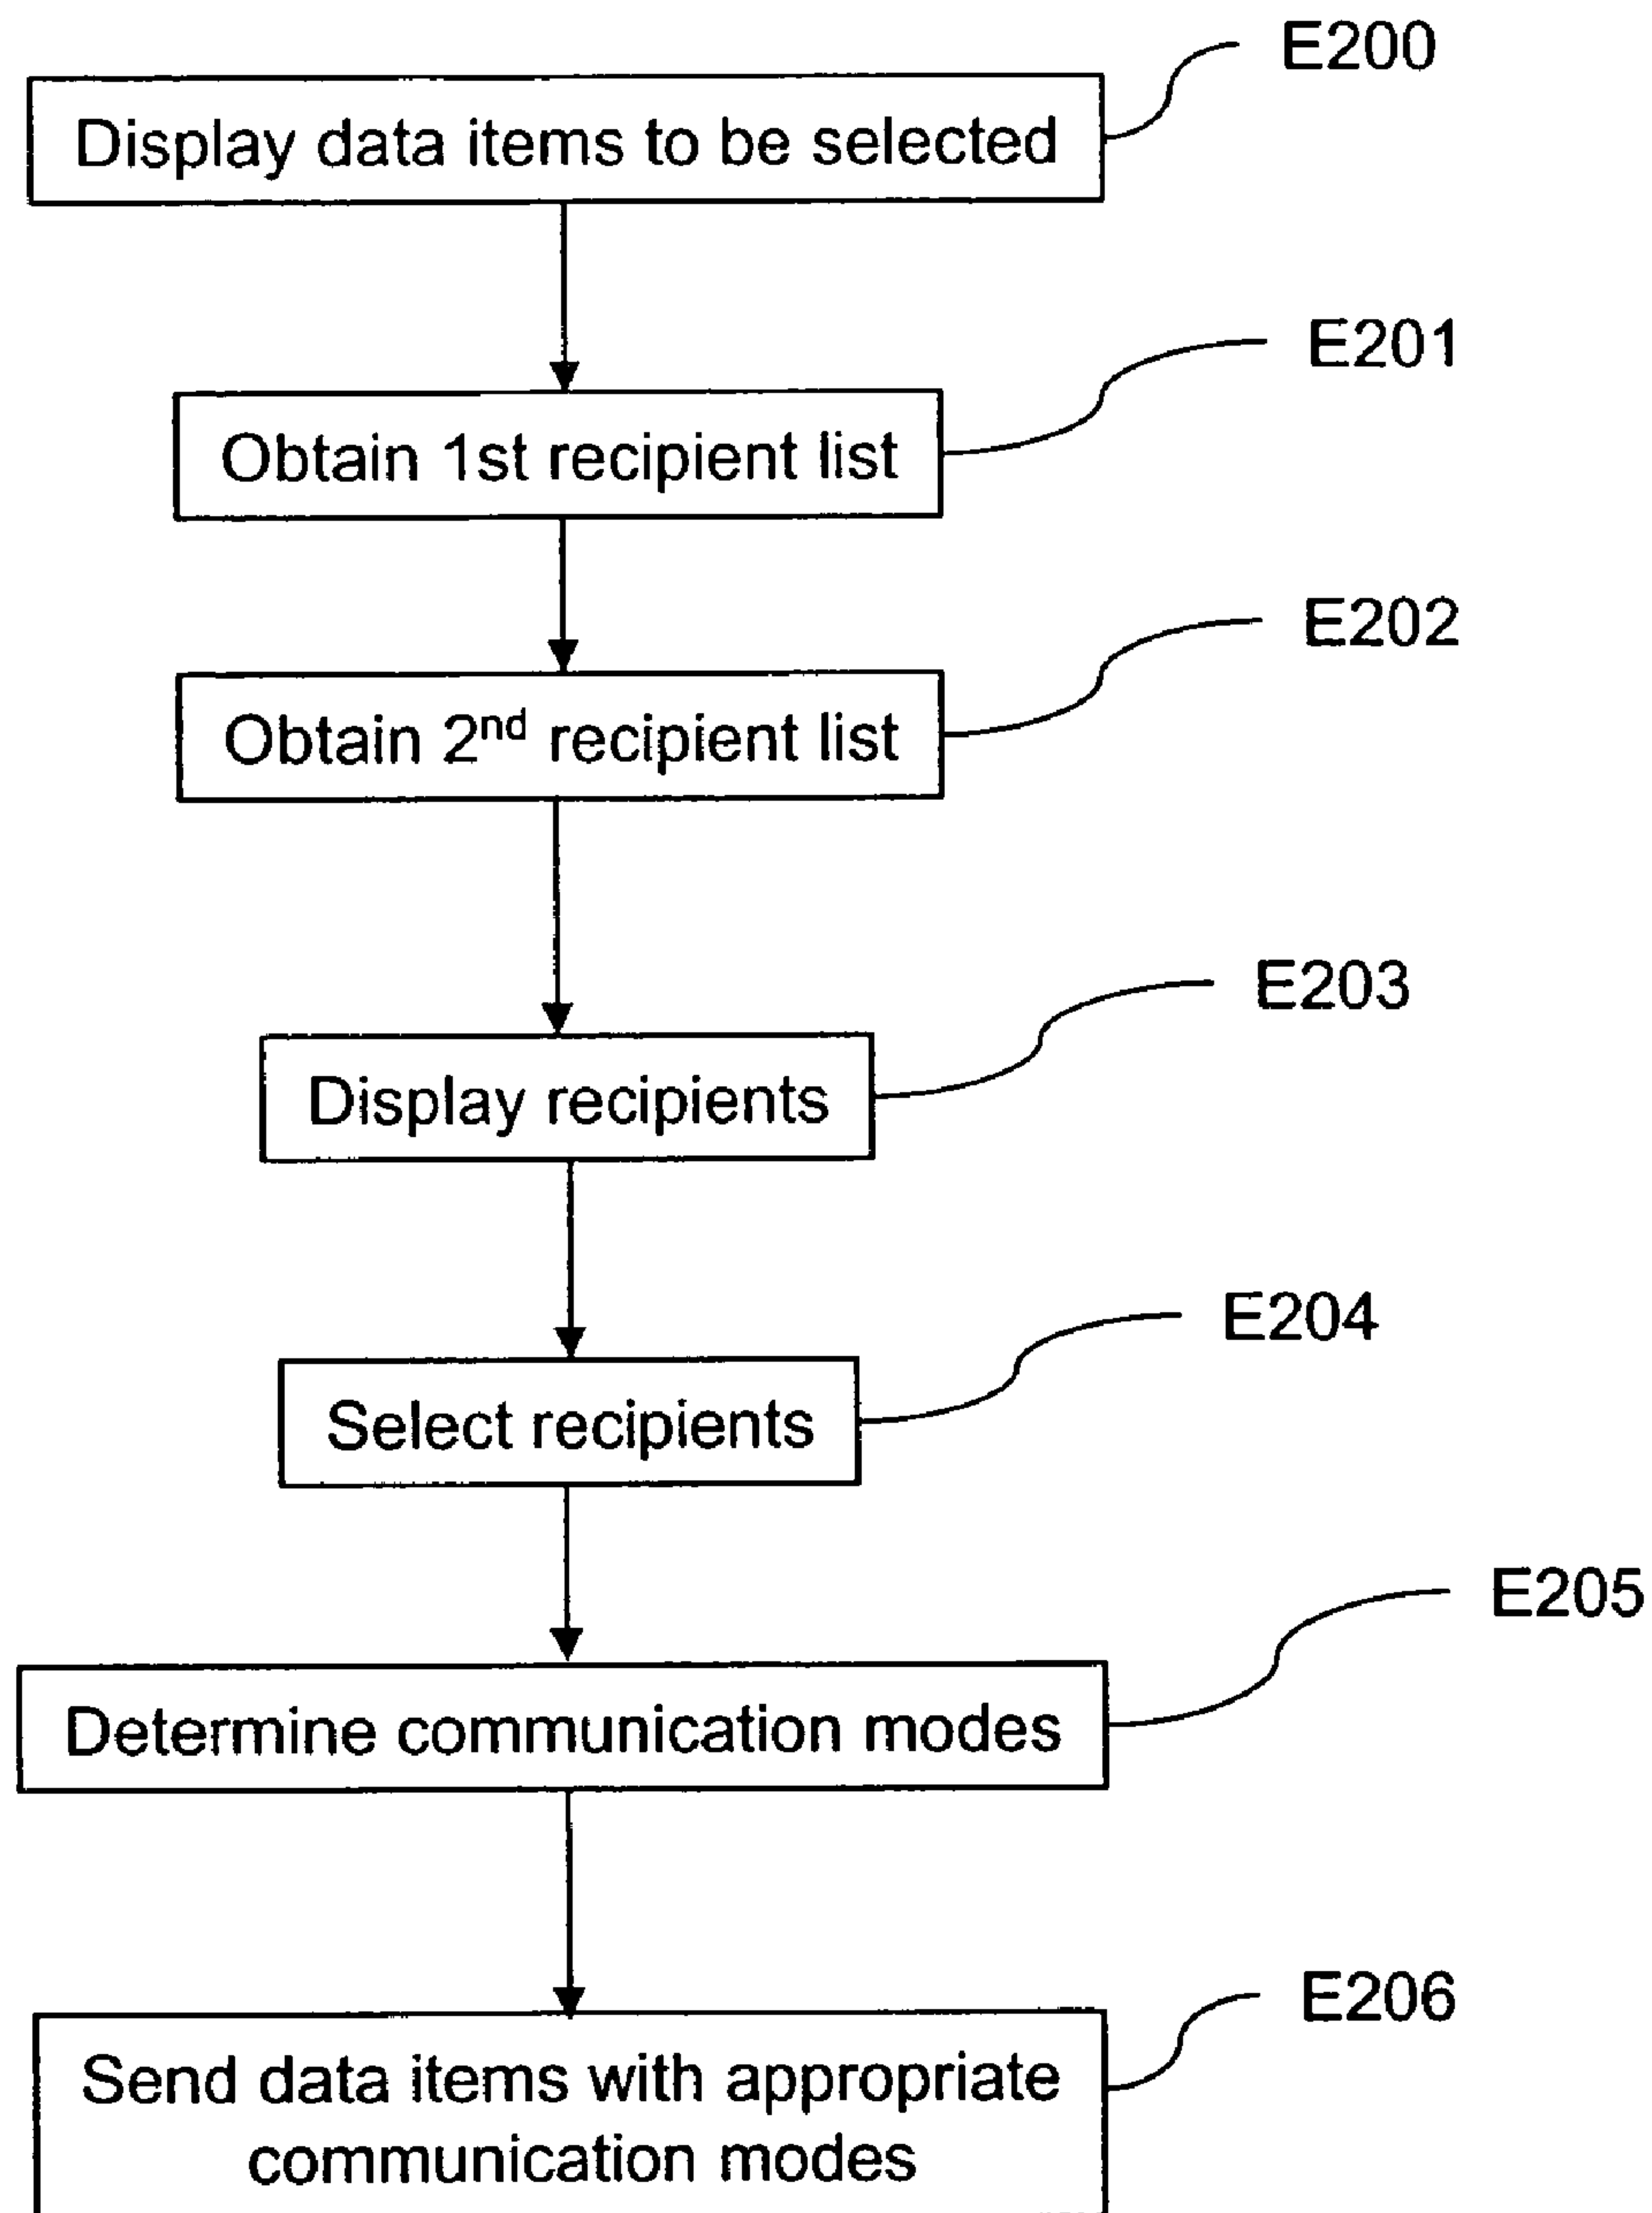 E200
Display data items to be selected
E201
Obtain 1st recipient list
E202
Obtain 2nd recipient list
E203
Display recipients
E204
Select recipients
E205
Determine communication modes
E206
Send data items with appropriate
communication modes